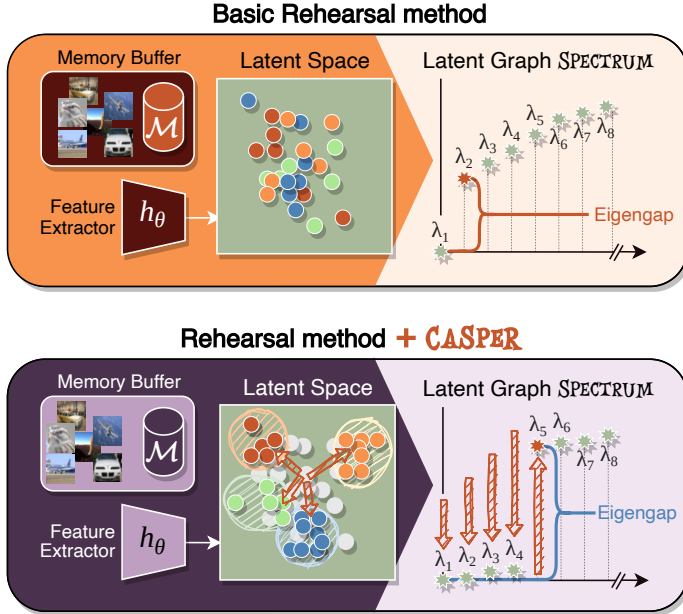 Basic Rehearsal method
Memory Buffer
ℳ
Feature
Extractor
h_θ
Latent Space
Latent Graph SPECTRUM
λ₁
λ₂
λ₃
λ₄
λ₅
λ₆
λ₇
λ₈
Eigengap
Rehearsal method + CASPER
Memory Buffer
ℳ
Feature
Extractor
h_θ
Latent Space
Latent Graph SPECTRUM
λ₁
λ₂
λ₃
λ₄
λ₅
λ₆
λ₇
λ₈
Eigengap